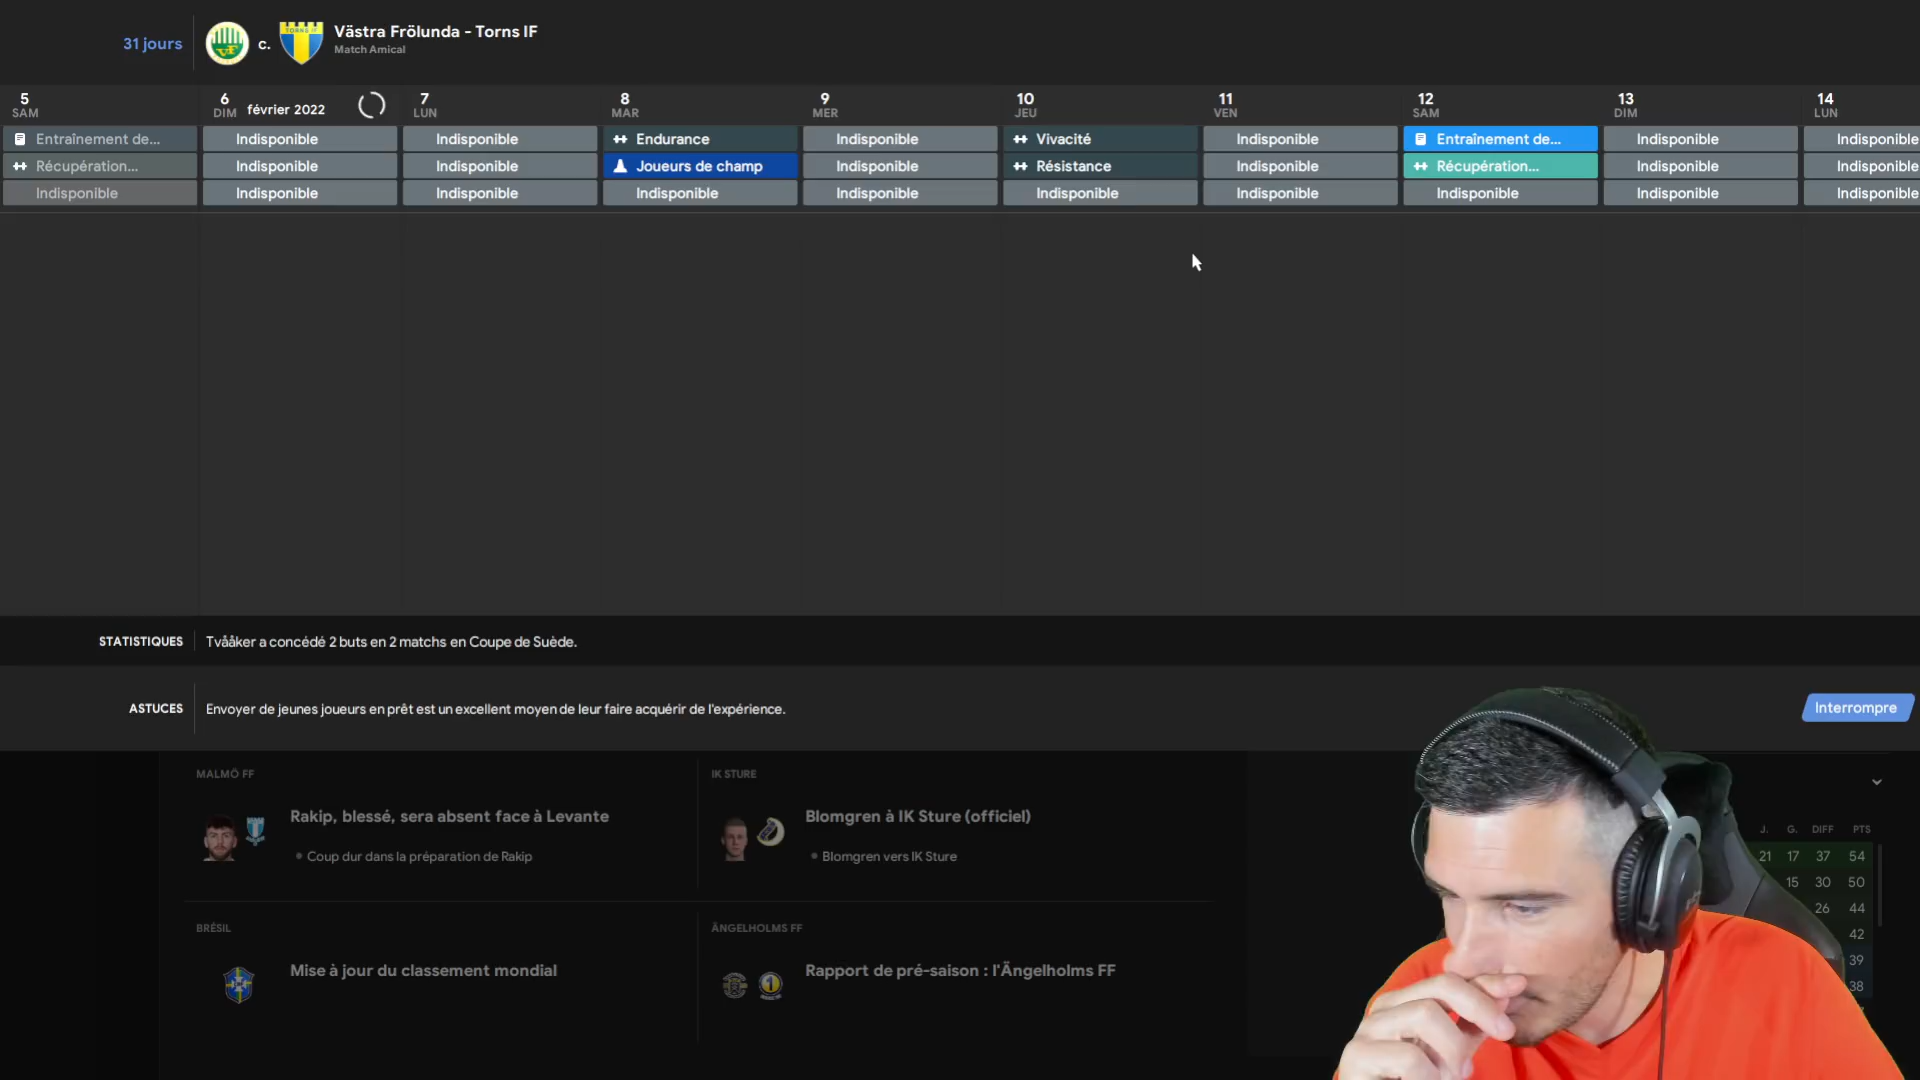 31 jours
c.
TORNS IF
Västra Frölunda - Torns IF
Match Amical
5
SAM
6
DIM
février 2022
7
LUN
8
MAR
9
MER
10
JEU
11
VEN
12
SAM
13
DIM
14
LUN
Entraînement de...
Indisponible
Indisponible
Endurance
Indisponible
Vivacité
Indisponible
Entraînement de...
Indisponible
Indisponible
Récupération...
Indisponible
Indisponible
Joueurs de champ
Indisponible
Résistance
Indisponible
Récupération...
Indisponible
Indisponible
Indisponible
Indisponible
Indisponible
Indisponible
Indisponible
Indisponible
Indisponible
Indisponible
Indisponible
Indisponible
STATISTIQUES
Tvååker a concédé 2 buts en 2 matchs en Coupe de Suède.
ASTUCES
Envoyer de jeunes joueurs en prêt est un excellent moyen de leur faire acquérir de l'expérience.
Interrompre
MALMÖ FF
Rakip, blessé, sera absent face à Levante
Coup dur dans la préparation de Rakip
IK STURE
Blomgren à IK Sture (officiel)
Blomgren vers IK Sture
BRÉSIL
Mise à jour du classement mondial
ÄNGELHOLMS FF
Rapport de pré-saison : l'Ängelholms FF
J. G. DIFF PTS
21 17 37 54
15 30 50
26 44
42
39
38